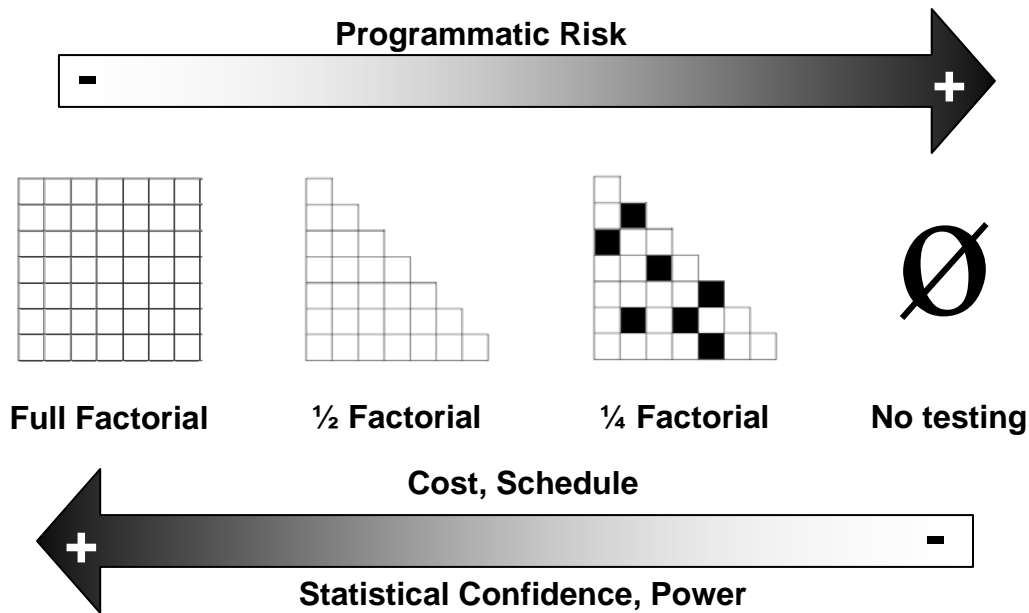 Programmatic Risk
- +
Ø
Full Factorial ½ Factorial ¼ Factorial No testing
Cost, Schedule
+ -
Statistical Confidence, Power